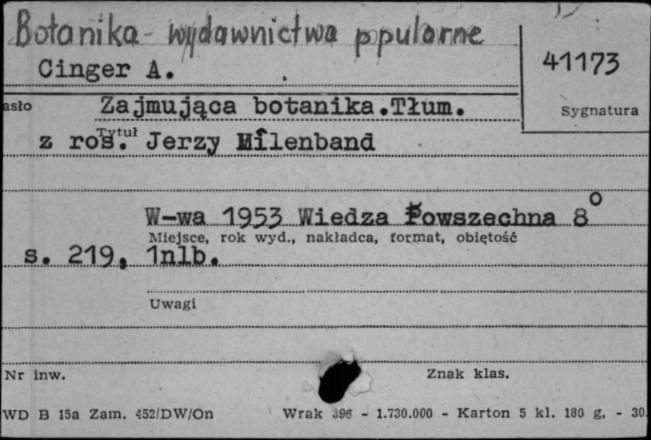 Botanika - wydawnictwa popularne
Cinger A.
41173
asło
Zajmująca botanika.Tłum.
Sygnatura
Tytuł
z ros. Jerzy Milenband
W-wa 1953 Wiedza Powszechna 8°
Miejsce, rok wyd., nakładca, format, objętość
s. 219, 1nlb.
Uwagi
Nr inw.
Znak klas.
WD B 15a Zam. 452/DW/On Wrak 396 - 1.730.000 - Karton 5 kl. 180 g. - 30